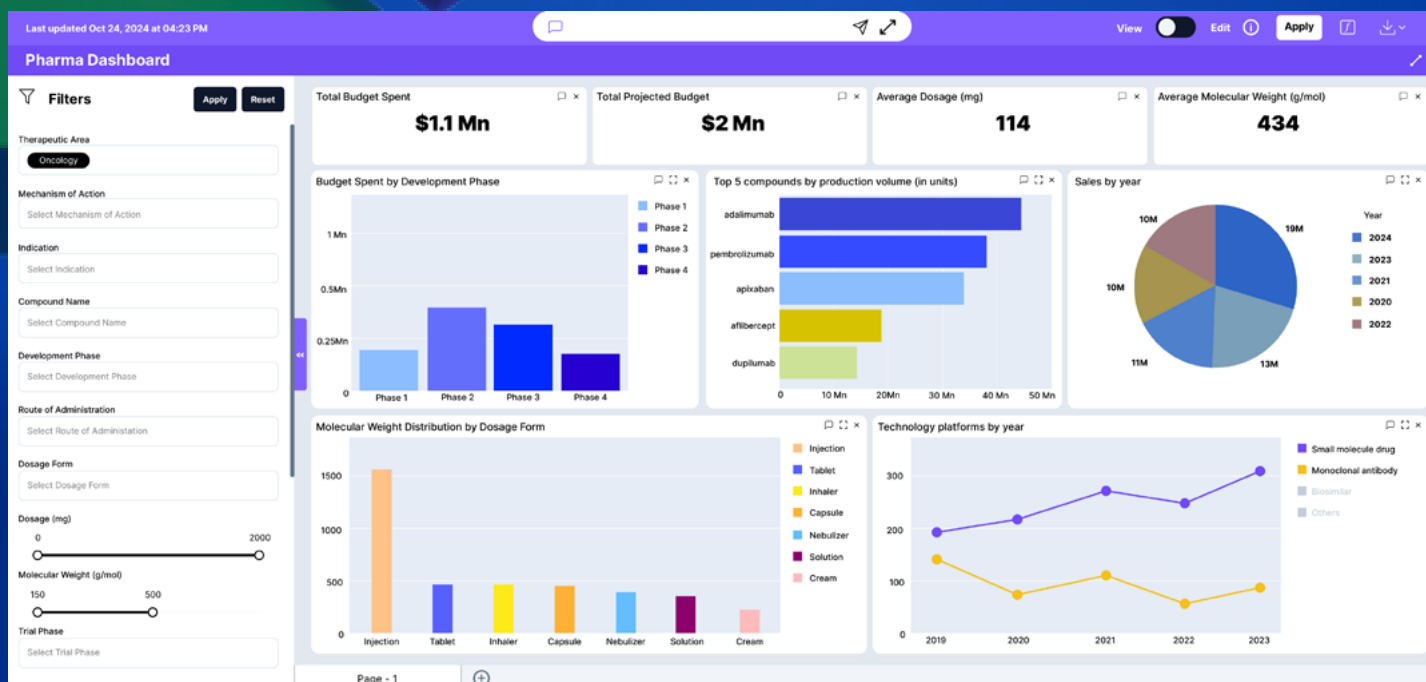 Last updated Oct 24, 2024 at 04:23 PM
View
Edit
Apply
Pharma Dashboard
Filters
Apply
Reset
Therapeutic Area
Oncology
Mechanism of Action
Select Mechanism of Action
Indication
Select Indication
Compound Name
Select Compound Name
Development Phase
Select Development Phase
Route of Administration
Select Route of Administation
Dosage Form
Select Dosage Form
Dosage (mg)
0 2000
Molecular Weight (g/mol)
150 500
Trial Phase
Select Trial Phase
Total Budget Spent
$1.1 Mn
Total Projected Budget
$2 Mn
Average Dosage (mg)
114
Average Molecular Weight (g/mol)
434
Budget Spent by Development Phase
1 Mn
0.5Mn
0.25Mn
0
Phase 1 Phase 2 Phase 3 Phase 4
Phase 1
Phase 2
Phase 3
Phase 4
Top 5 compounds by production volume (in units)
adalimumab
pembrolizumab
apixaban
aflibercept
dupilumab
0 10 Mn 20Mn 30 Mn 40 Mn 50 Mn
Sales by year
10M
19M
10M
11M
13M
Year
2024
2023
2021
2020
2022
Molecular Weight Distribution by Dosage Form
1500
1000
500
0
Injection Tablet Inhaler Capsule Nebulizer Solution Cream
Injection
Tablet
Inhaler
Capsule
Nebulizer
Solution
Cream
Technology platforms by year
300
200
100
0
2019 2020 2021 2022 2023
Small molecule drug
Monoclonal antibody
Biosimilar
Others
Page - 1